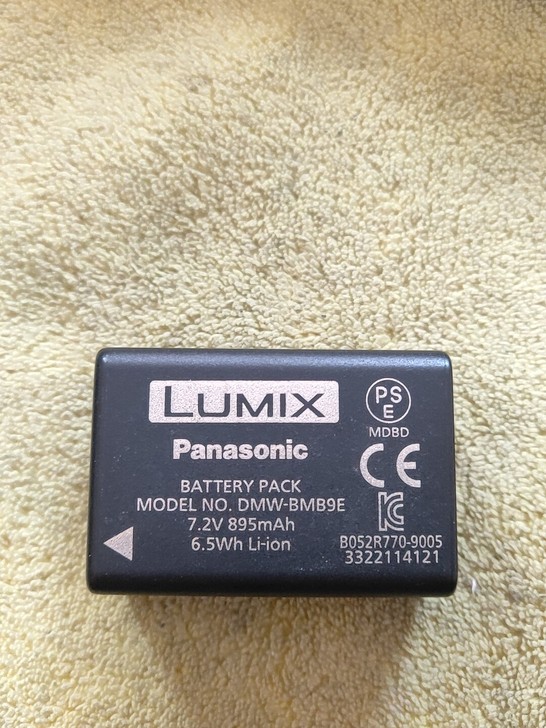 LUMIX
Panasonic
BATTERY PACK
MODEL NO. DMW-BMB9E
7.2V 895mAh
6.5Wh Li-ion
PS
E
MDBD
CE
KC
B052R770-9005
3322114121